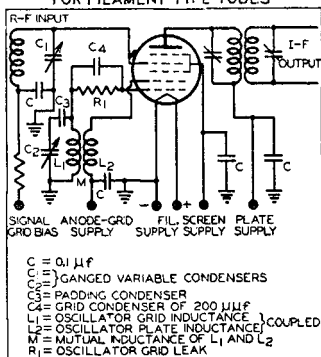 FOR FILAMENT TYPE TUBES
R-F INPUT
C1
C4
R1
C
C3
C2
L1
L2
M
C
C
C
I-F
OUTPUT
- +
SIGNAL GRID BIAS
ANODE-GRID SUPPLY
FIL. SUPPLY
SCREEN SUPPLY
PLATE SUPPLY
C = 0.1 µf
C1=
C2= } GANGED VARIABLE CONDENSERS
C3= PADDING CONDENSER
C4= GRID CONDENSER OF 200 µµf
L1= OSCILLATOR GRID INDUCTANCE
L2= OSCILLATOR PLATE INDUCTANCE } COUPLED
M = MUTUAL INDUCTANCE OF L1 AND L2
R1= OSCILLATOR GRID LEAK